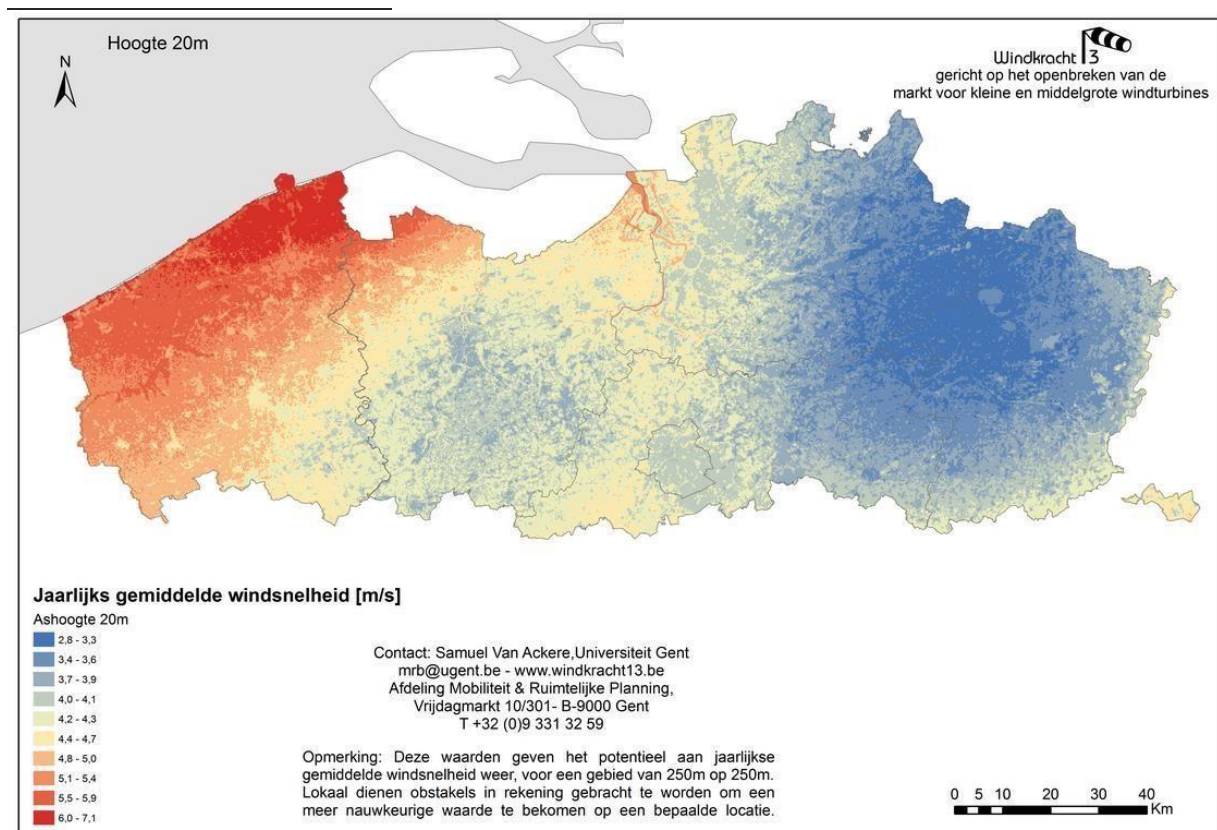 Hoogte 20m
N
Windkracht 13
gericht op het openbreken van de
markt voor kleine en middelgrote windturbines
Jaarlijks gemiddelde windsnelheid [m/s]
Ashoogte 20m
2,8 - 3,3
3,4 - 3,6
3,7 - 3,9
4,0 - 4,1
4,2 - 4,3
4,4 - 4,7
4,8 - 5,0
5,1 - 5,4
5,5 - 5,9
6,0 - 7,1
Contact: Samuel Van Ackere,Universiteit Gent
mrb@ugent.be - www.windkracht13.be
Afdeling Mobiliteit & Ruimtelijke Planning,
Vrijdagmarkt 10/301- B-9000 Gent
T +32 (0)9 331 32 59
Opmerking: Deze waarden geven het potentieel aan jaarlijkse
gemiddelde windsnelheid weer, voor een gebied van 250m op 250m.
Lokaal dienen obstakels in rekening gebracht te worden om een
meer nauwkeurige waarde te bekomen op een bepaalde locatie.
0 5 10 20 30 40
Km